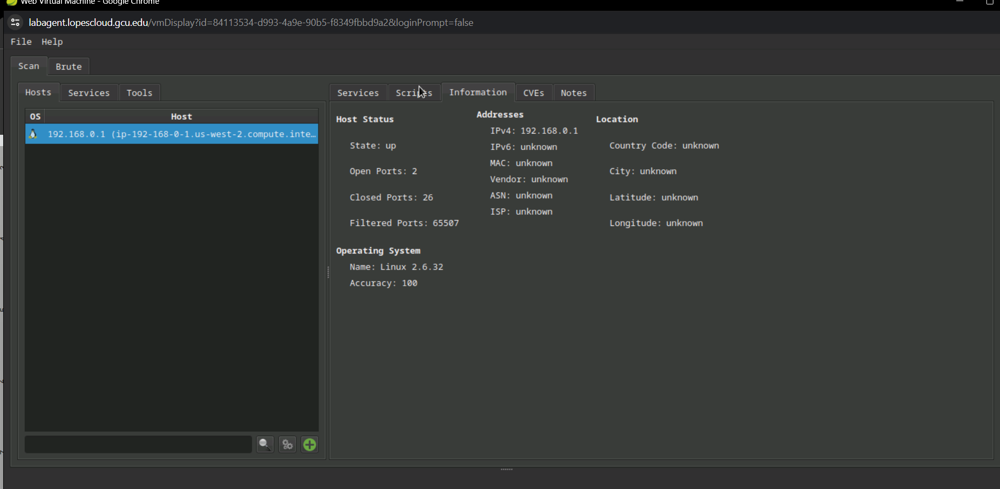 Web Virtual Machine - Google Chrome
labagent.lopescloud.gcu.edu/vmDisplay?id=84113534-d993-4a9e-90b5-f8349fbbd9a2&loginPrompt=false
File Help
Scan Brute
Hosts Services Tools
Services Scripts Information CVEs Notes
OS Host
192.168.0.1 (ip-192-168-0-1.us-west-2.compute.inte…
Host Status
State: up
Open Ports: 2
Closed Ports: 26
Filtered Ports: 65507
Addresses
IPv4: 192.168.0.1
IPv6: unknown
MAC: unknown
Vendor: unknown
ASN: unknown
ISP: unknown
Location
Country Code: unknown
City: unknown
Latitude: unknown
Longitude: unknown
Operating System
Name: Linux 2.6.32
Accuracy: 100